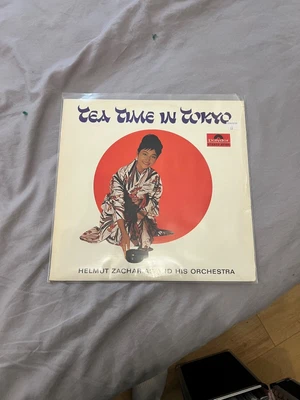 TEA TIME IN TOKYO
HELMUT ZACHARIAS AND HIS ORCHESTRA